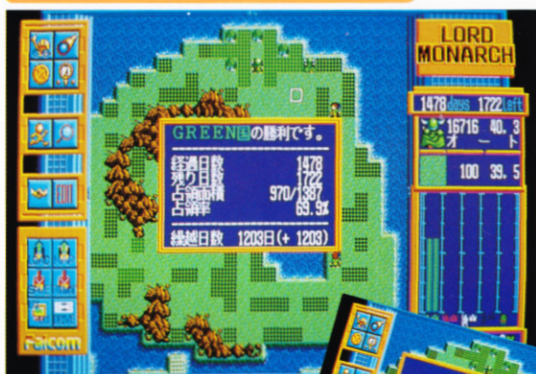 LORD
MONARCH
1478days 1722left
16716 40.3
オート
100 39.5
EDIT
GREEN国の勝利です。
経過日数 1478
残り日数 1722
占領面積 970/1387
占領率 69.9%
繰越日数 1203日(+ 1203)
Falcom